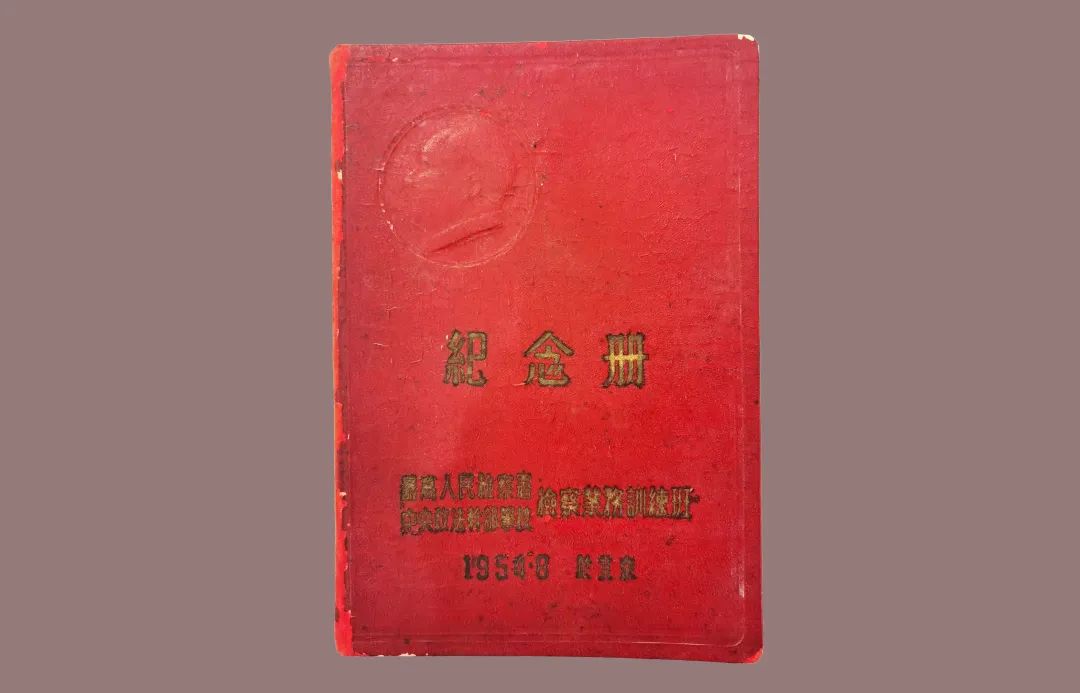 紀念册
最高人民檢察署
中央政法幹部學校
檢察業務訓練班
1954·8 於北京